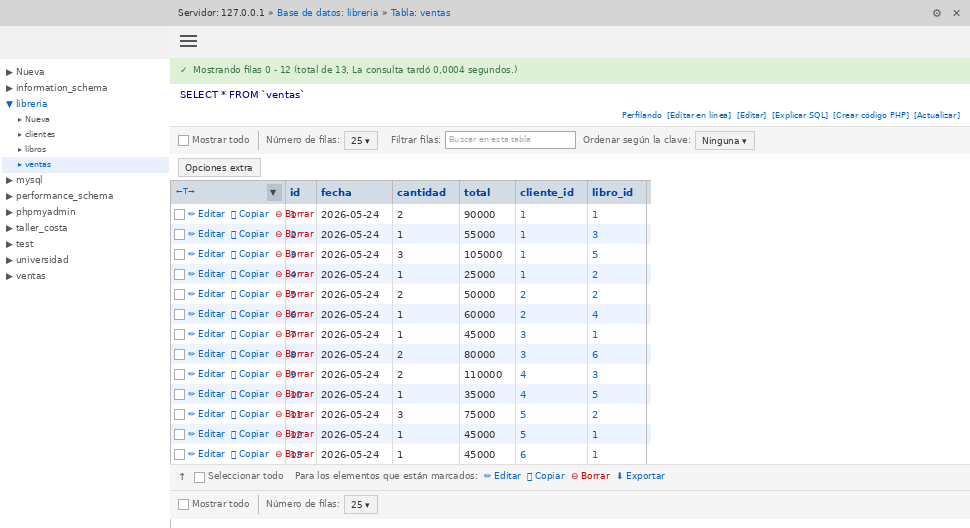 Servidor: 127.0.0.1 » Base de datos: libreria » Tabla: ventas
Nueva
information_schema
libreria
Nueva
clientes
libros
ventas
mysql
performance_schema
phpmyadmin
taller_costa
test
universidad
ventas
✓ Mostrando filas 0 - 12 (total de 13, La consulta tardó 0,0004 segundos.)
SELECT * FROM `ventas`
Perfilando [Editar en línea] [Editar] [Explicar SQL] [Crear código PHP] [Actualizar]
Mostrar todo Número de filas: 25 Filtrar filas: Buscar en esta tabla Ordenar según la clave: Ninguna
Opciones extra
←T→ id fecha cantidad total cliente_id libro_id
Editar Copiar Borrar 1 2026-05-24 2 90000 1 1
Editar Copiar Borrar 2 2026-05-24 1 55000 1 3
Editar Copiar Borrar 3 2026-05-24 3 105000 1 5
Editar Copiar Borrar 4 2026-05-24 1 25000 1 2
Editar Copiar Borrar 5 2026-05-24 2 50000 2 2
Editar Copiar Borrar 6 2026-05-24 1 60000 2 4
Editar Copiar Borrar 7 2026-05-24 1 45000 3 1
Editar Copiar Borrar 8 2026-05-24 2 80000 3 6
Editar Copiar Borrar 9 2026-05-24 2 110000 4 3
Editar Copiar Borrar 10 2026-05-24 1 35000 4 5
Editar Copiar Borrar 11 2026-05-24 3 75000 5 2
Editar Copiar Borrar 12 2026-05-24 1 45000 5 1
Editar Copiar Borrar 13 2026-05-24 1 45000 6 1
↑ Seleccionar todo Para los elementos que están marcados: Editar Copiar Borrar Exportar
Mostrar todo Número de filas: 25